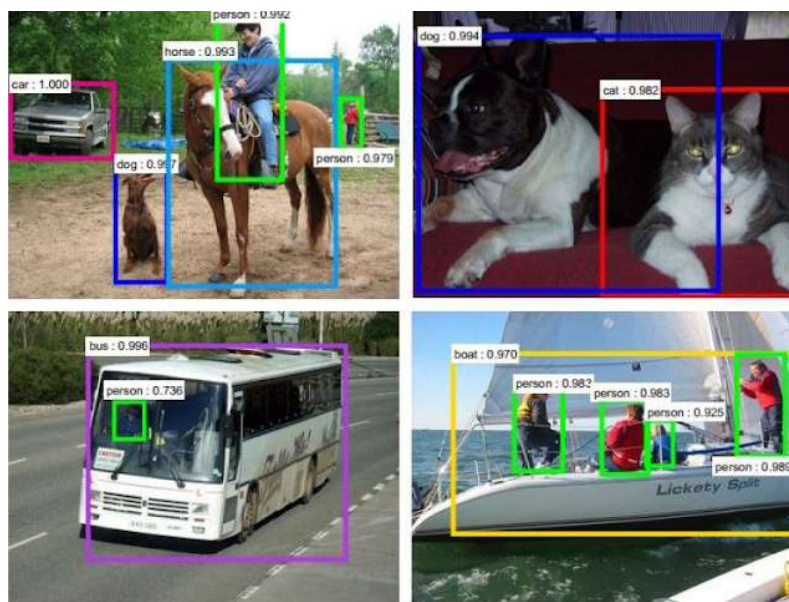 person : 0.992
horse : 0.993
car : 1.000
dog : 0.997
person : 0.979
dog : 0.994
cat : 0.982
bus : 0.996
person : 0.736
boat : 0.970
person : 0.983
person : 0.983
person : 0.925
person : 0.989
Lickety Split